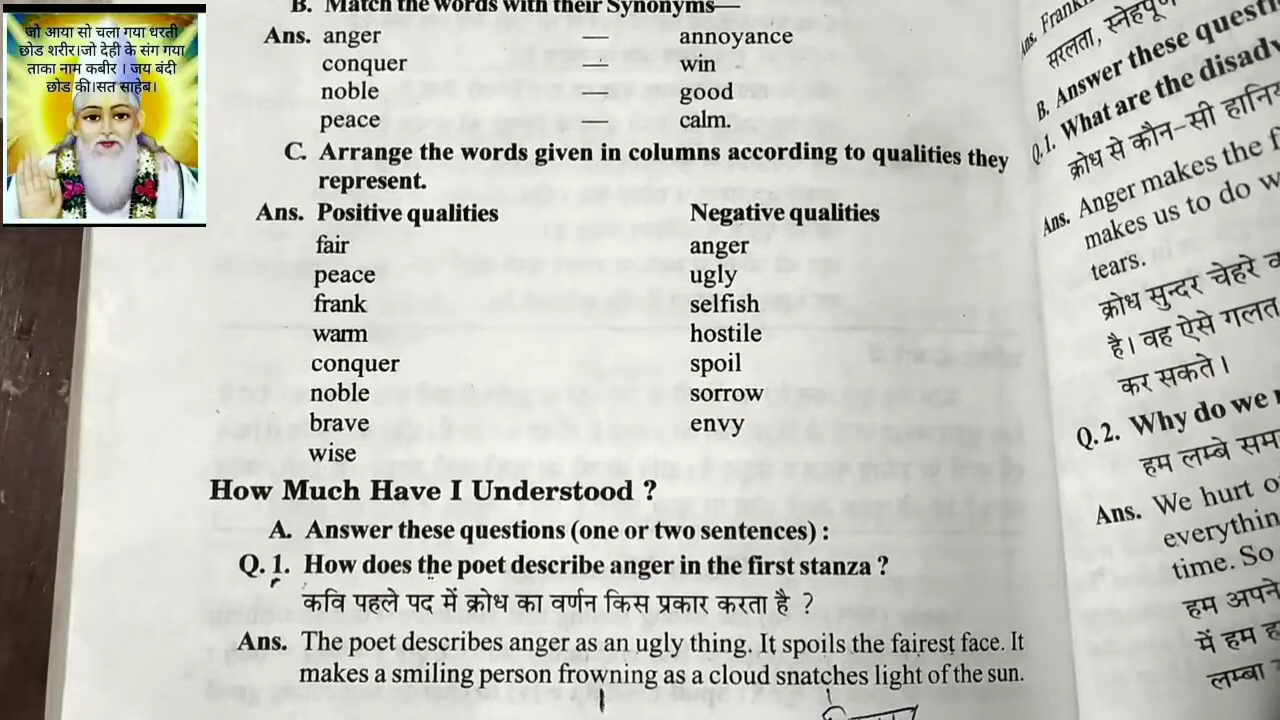 जो आया सो चला गया धरती
छोड शरीर।जो देही के संग गया
ताका नाम कबीर । जय बंदी
छोड की।सत साहेब।
B. Match the words with their Synonyms—
Ans. anger — annoyance
conquer — win
noble — good
peace — calm.
C. Arrange the words given in columns according to qualities they
represent.
Ans. Positive qualities Negative qualities
fair anger
peace ugly
frank selfish
warm hostile
conquer spoil
noble sorrow
brave envy
wise
How Much Have I Understood ?
A. Answer these questions (one or two sentences) :
Q. 1. How does the poet describe anger in the first stanza ?
कवि पहले पद में क्रोध का वर्णन किस प्रकार करता है ?
Ans. The poet describes anger as an ugly thing. It spoils the fairest face. It
makes a smiling person frowning as a cloud snatches light of the sun.
Ans.
सरलता,
B. Answer these
Q.1. What are the
क्रोध से कौन-सी
Ans. Anger makes the
makes us to do
tears.
क्रोध सुन्दर चेहरे
है। वह ऐसे गलत
कर सकते।
Q.2. Why do we
हम लम्बे
Ans. We hurt
time. So
हम अपने
में हम
लम्बा